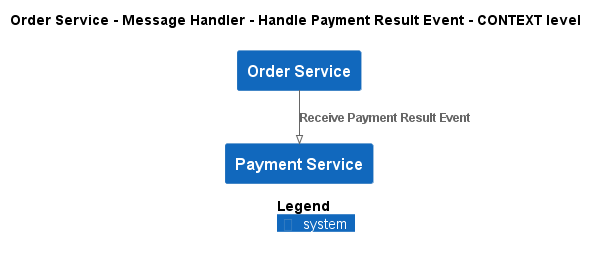 Order Service - Message Handler - Handle Payment Result Event - CONTEXT level
Order Service
Receive Payment Result Event
Payment Service
Legend
system